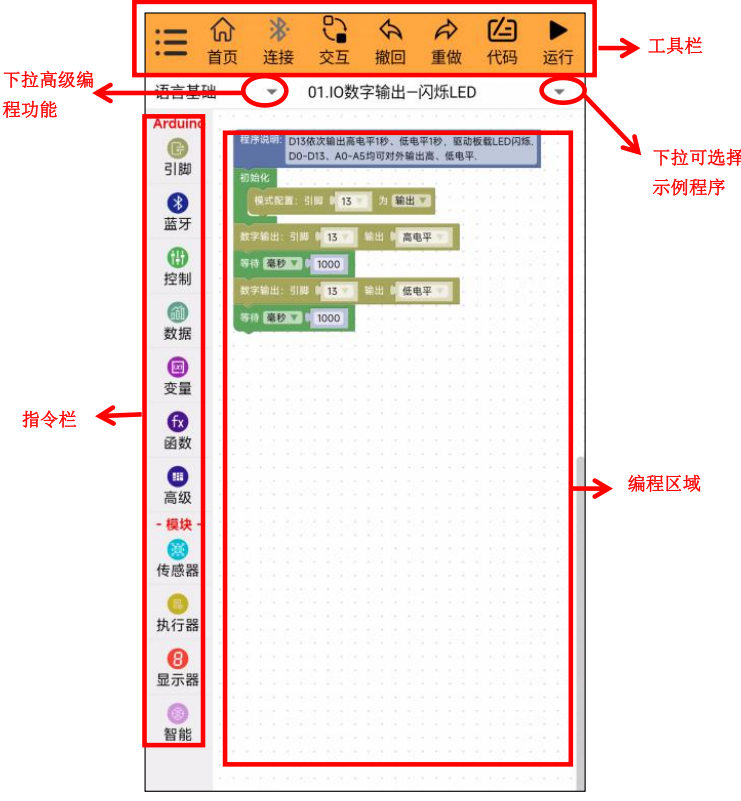 首页 连接 交互 撤回 重做 代码 运行
工具栏
下拉高级编
程功能
语言基础
01.IO数字输出—闪烁LED
下拉可选择
示例程序
Arduino
引脚
蓝牙
控制
数据
变量
函数
高级
- 模块 -
传感器
执行器
显示器
智能
指令栏
程序说明: D13依次输出高电平1秒、低电平1秒, 驱动板载LED闪烁.
D0-D13、A0-A5均可对外输出高、低电平.
初始化
模式配置: 引脚 13 为 输出
数字输出: 引脚 13 输出 高电平
等待 毫秒 1000
数字输出: 引脚 13 输出 低电平
等待 毫秒 1000
编程区域